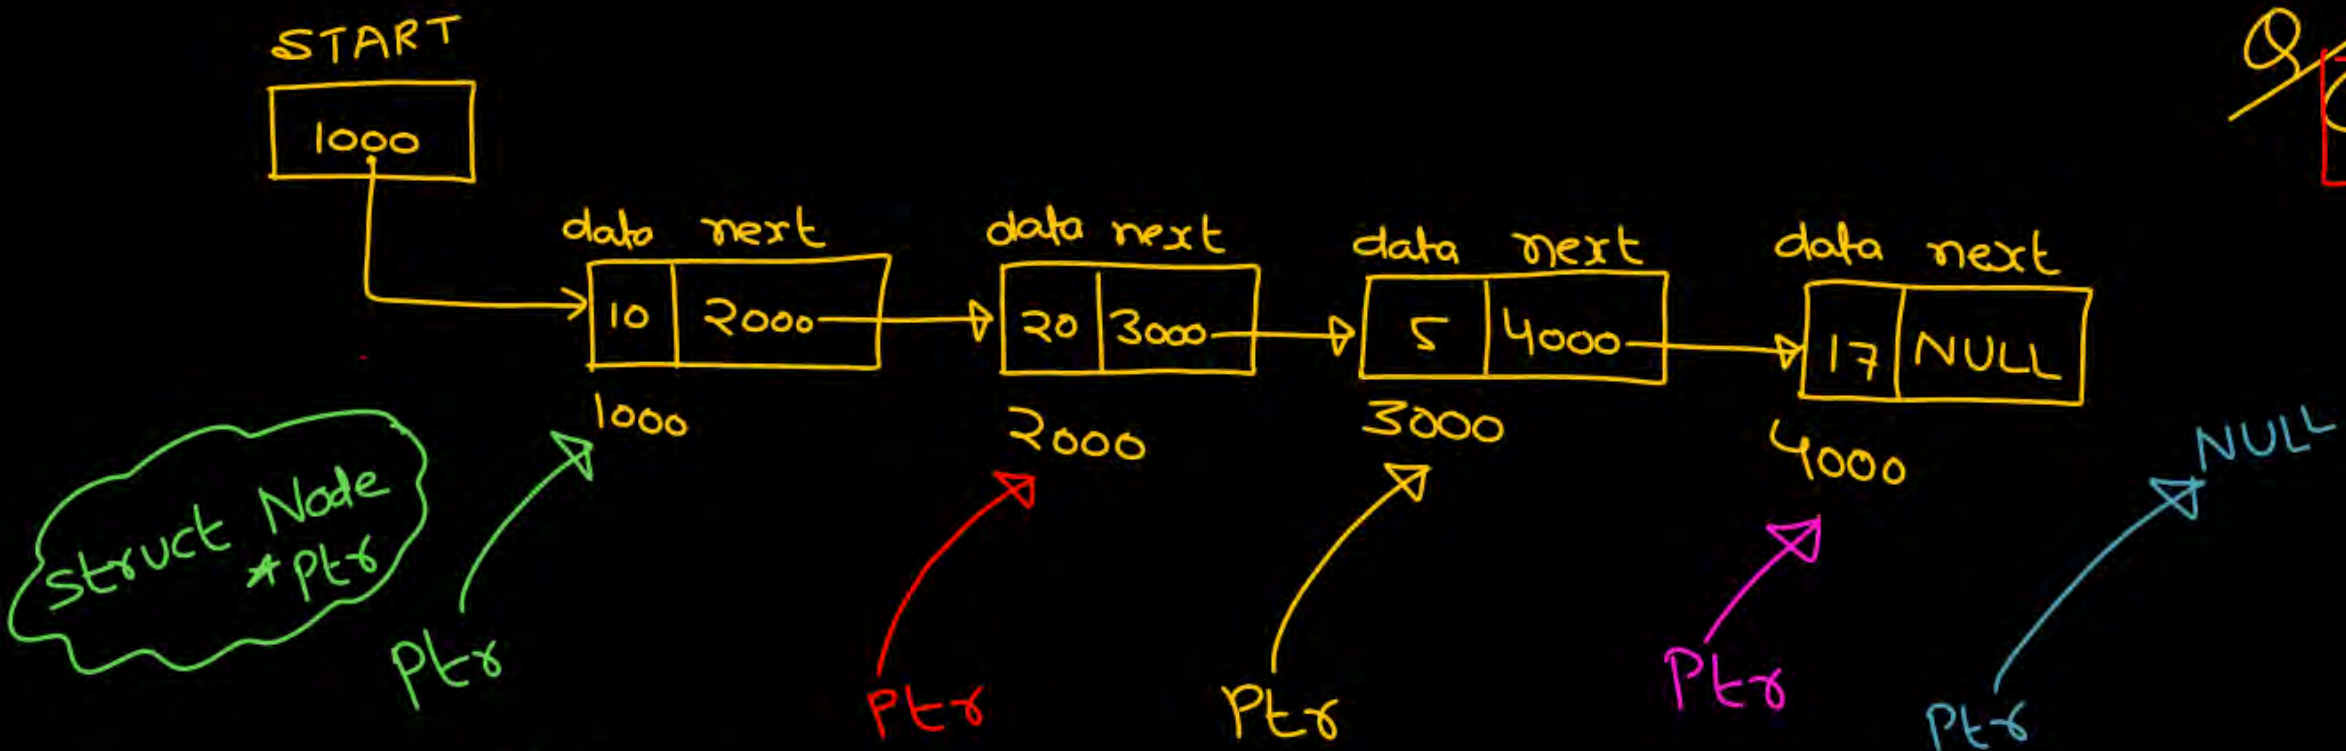 START
1000
data next
10 2000
1000
data next
20 3000
2000
data next
5 4000
3000
data next
17 NULL
4000
NULL
Struct Node
*Ptr
Ptr
Ptr
Ptr
Ptr
Ptr
Q/